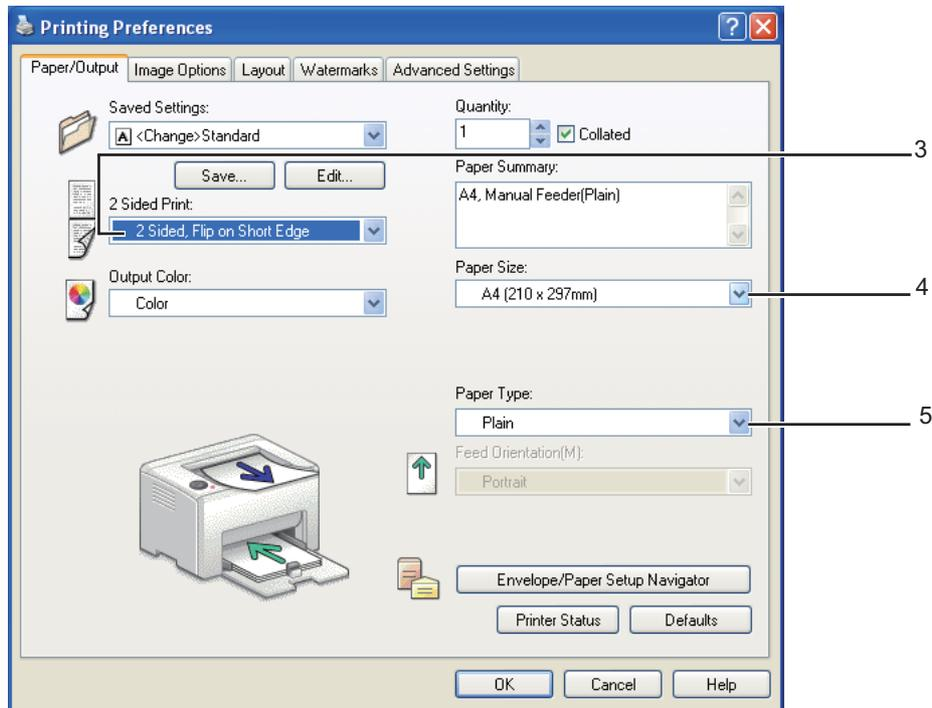 Printing Preferences
Paper/Output Image Options Layout Watermarks Advanced Settings
Saved Settings:
A <Change>Standard
Save... Edit...
2 Sided Print:
2 Sided, Flip on Short Edge
Output Color:
Color
Quantity:
1
Collated
Paper Summary:
A4, Manual Feeder(Plain)
Paper Size:
A4 (210 x 297mm)
Paper Type:
Plain
Feed Orientation(M):
Portrait
Envelope/Paper Setup Navigator
Printer Status Defaults
OK Cancel Help
3
4
5